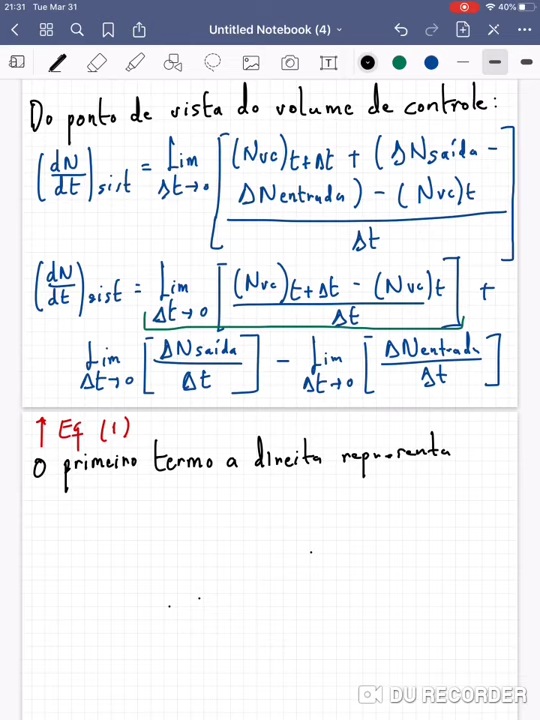 21:31 Tue Mar 31
40%
Untitled Notebook (4)
Do ponto de vista do volume de controle:
(dN/dt)sist = Lim Δt→0 [(Nvc)t+Δt + (ΔNsaída -
ΔNentrada) - (Nvc)t / Δt]
(dN/dt)sist = Lim Δt→0 [(Nvc)t+Δt - (Nvc)t / Δt] +
Lim Δt→0 [ΔNsaída / Δt] - Lim Δt→0 [ΔNentrada / Δt]
↑ Eq (1)
O primeiro termo a direita representa
DU RECORDER